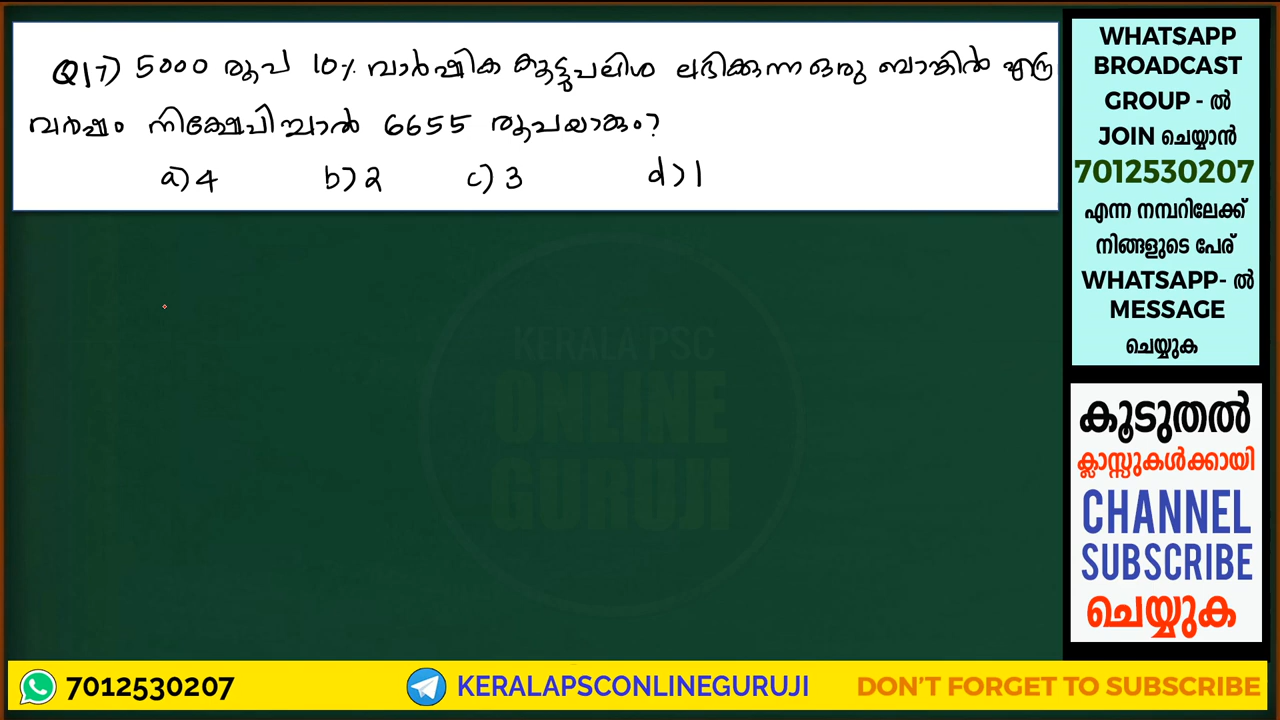 Q17) 5000 രൂപ 10% വാർഷിക കൂട്ടുപലിശ ലഭിക്കുന്ന ഒരു ബാങ്കിൽ എത്ര
വർഷം നിക്ഷേപിച്ചാൽ 6655 രൂപയാകും?
a) 4 b) 2 c) 3 d) 1
KERALA PSC
ONLINE
GURUJI
WHATSAPP
BROADCAST
GROUP - ൽ
JOIN ചെയ്യാൻ
7012530207
എന്ന നമ്പറിലേക്ക്
നിങ്ങളുടെ പേര്
WHATSAPP- ൽ
MESSAGE
ചെയ്യുക
കൂടുതൽ
ക്ലാസ്സുകൾക്കായി
CHANNEL
SUBSCRIBE
ചെയ്യുക
7012530207 KERALAPSCONLINEGURUJI DON'T FORGET TO SUBSCRIBE